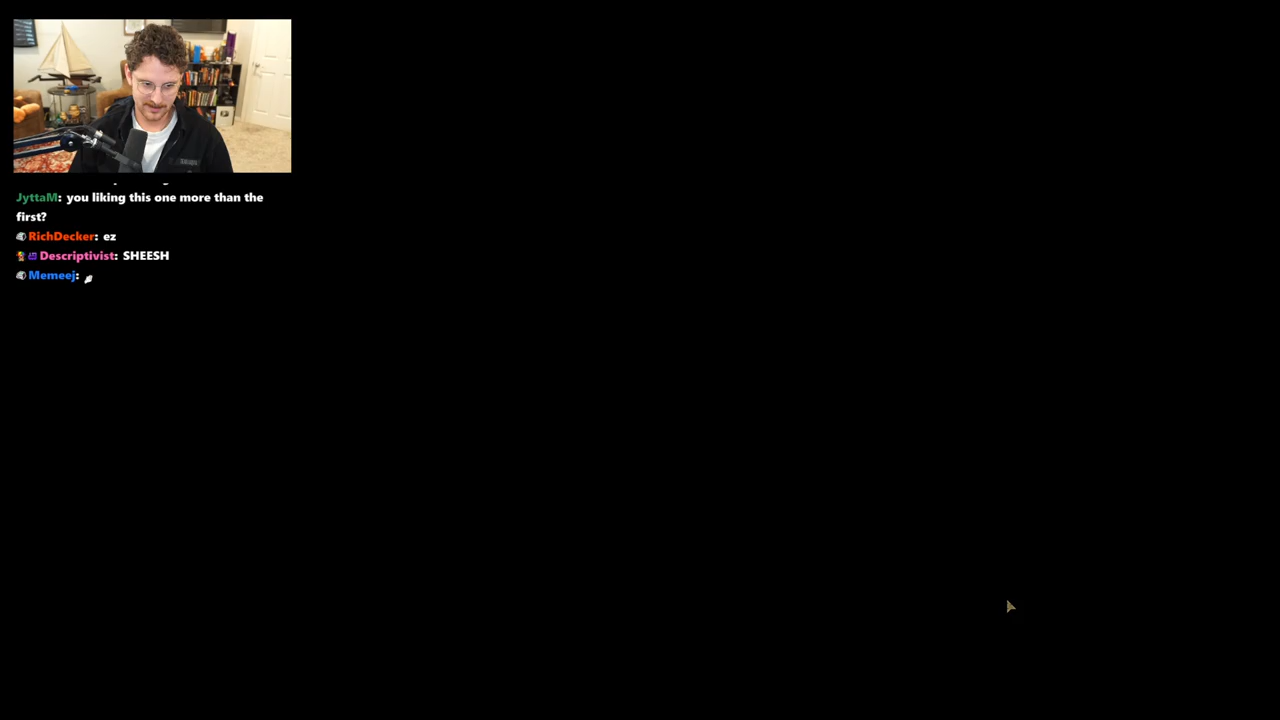 JyttaM: you liking this one more than the
first?
RichDecker: ez
Descriptivist: SHEESH
Memeej: